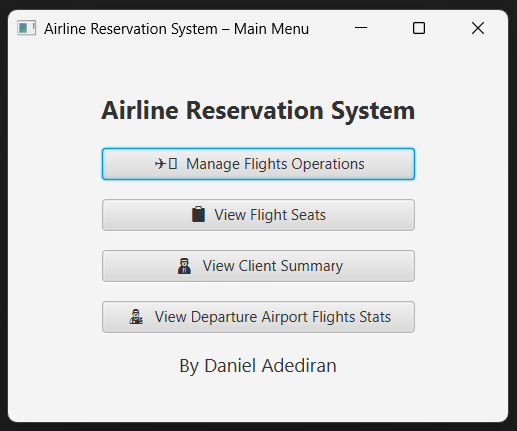 Airline Reservation System – Main Menu
Airline Reservation System
✈▯ Manage Flights Operations
View Flight Seats
View Client Summary
View Departure Airport Flights Stats
By Daniel Adediran